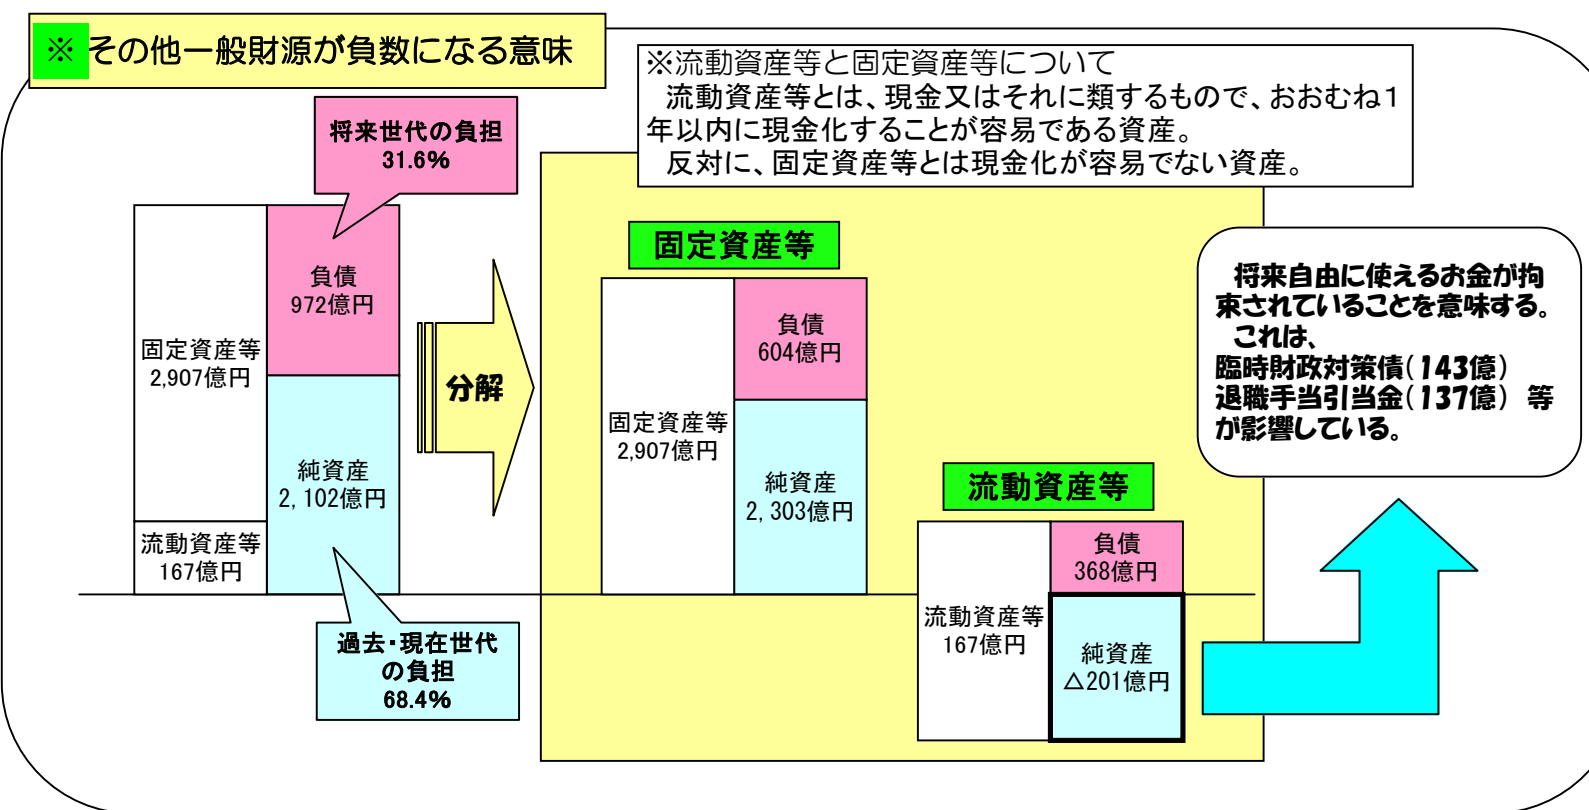 ※ その他一般財源が負数になる意味
※流動資産等と固定資産等について
流動資産等とは、現金又はそれに類するもので、おおむね1
年以内に現金化することが容易である資産。
反対に、固定資産等とは現金化が容易でない資産。
将来世代の負担
31.6%
負債
972億円
固定資産等
2,907億円
純資産
2,102億円
流動資産等
167億円
過去・現在世代
の負担
68.4%
分解
固定資産等
負債
604億円
固定資産等
2,907億円
純資産
2,303億円
流動資産等
負債
368億円
流動資産等
167億円
純資産
△201億円
将来自由に使えるお金が拘
束されていることを意味する。
これは、
臨時財政対策債(143億)
退職手当引当金(137億) 等
が影響している。